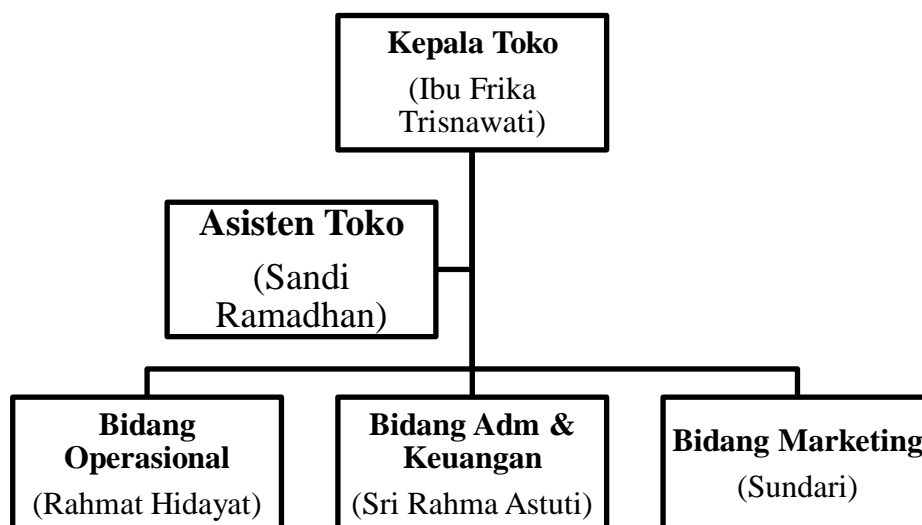 Kepala Toko
(Ibu Frika
Trisnawati)
Asisten Toko
(Sandi
Ramadhan)
Bidang
Operasional
(Rahmat Hidayat)
Bidang Adm &
Keuangan
(Sri Rahma Astuti)
Bidang Marketing
(Sundari)